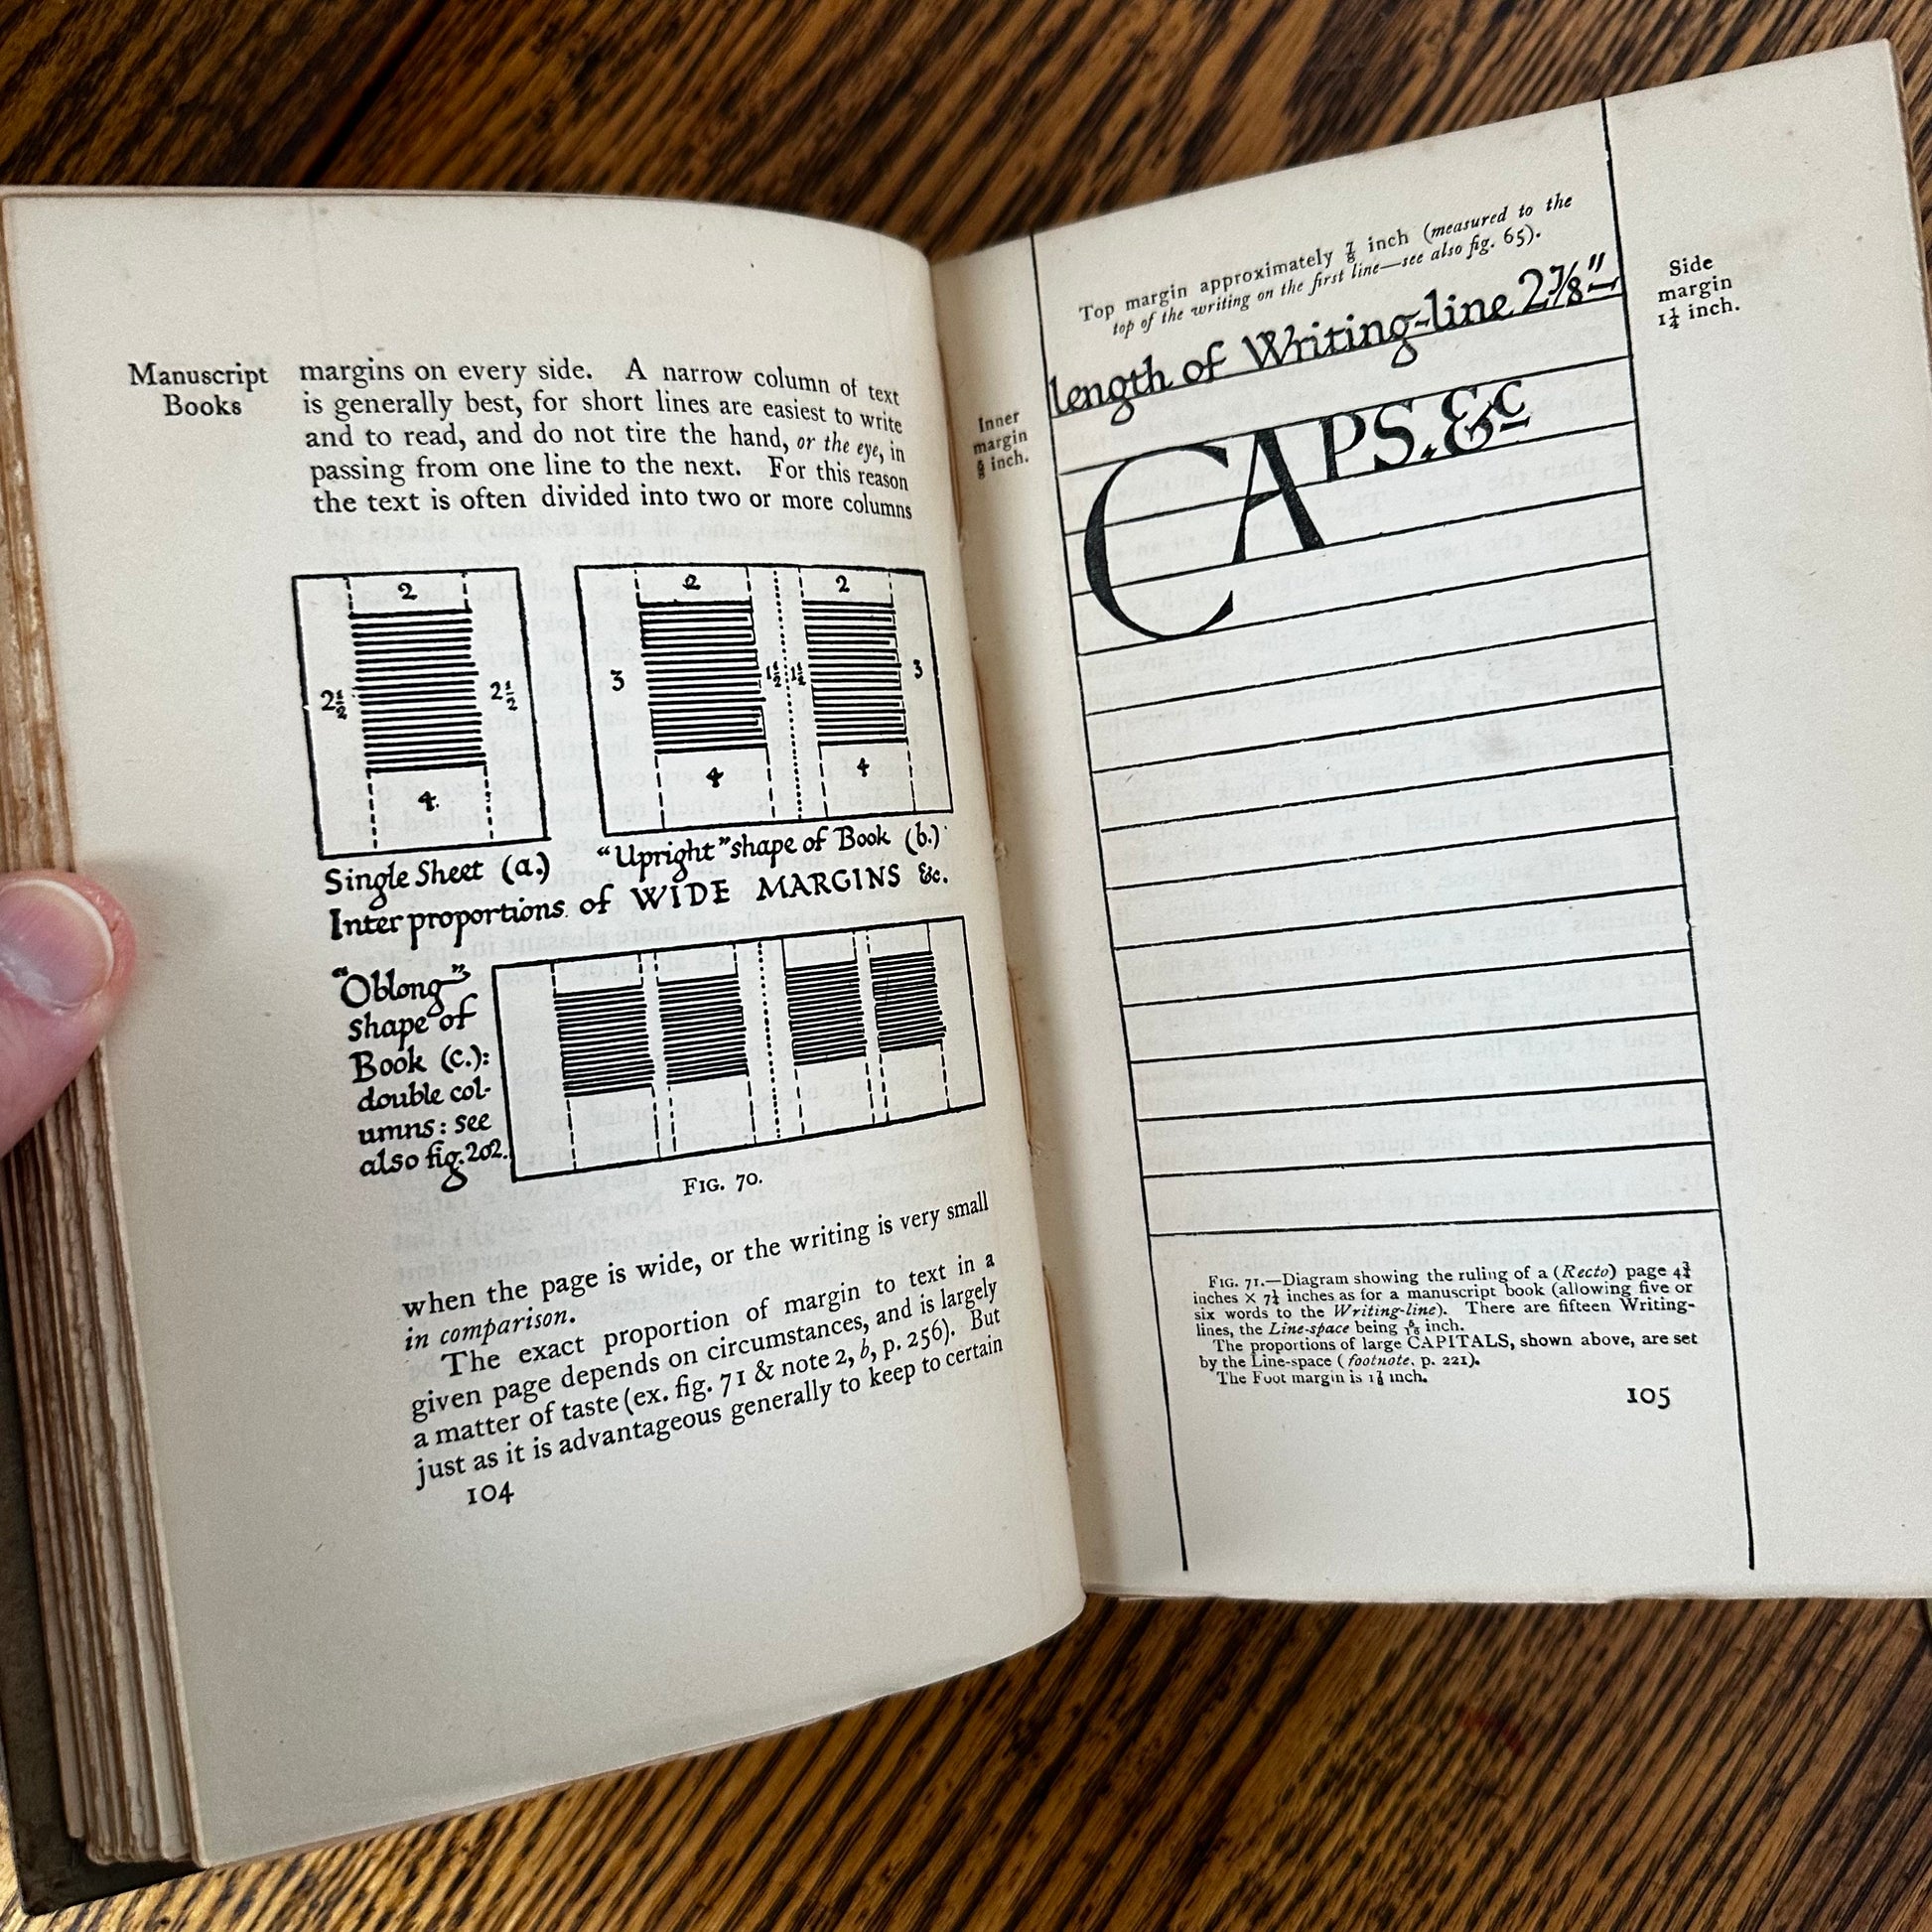 Manuscript
Books
margins on every side. A narrow column of text
is generally best, for short lines are easiest to write
and to read, and do not tire the hand, or the eye, in
passing from one line to the next. For this reason
the text is often divided into two or more columns
2
2½
2½
4.
2
2
3
1½
1½
3
4
4
Single Sheet (a.)
“Upright” shape of Book (b.)
Inter proportions of WIDE MARGINS &c.
“Oblong”
shape of
Book (c.):
double col-
umns: see
also fig. 202.
Fig. 70.
when the page is wide, or the writing is very small
in comparison.
The exact proportion of margin to text in a
given page depends on circumstances, and is largely
a matter of taste (ex. fig. 71 & note 2, b, p. 256). But
just as it is advantageous generally to keep to certain
104
Top margin approximately ⅞ inch (measured to the
top of the writing on the first line—see also fig. 65).
length of Writing-line 2⅞"
Side
margin
1¼ inch.
Inner
margin
inch.
CAPS. &c
Fig. 71.—Diagram showing the ruling of a (Recto) page 4¾
inches × 7¼ inches as for a manuscript book (allowing five or
six words to the Writing-line). There are fifteen Writing-
lines, the Line-space being 5/16 inch.
The proportions of large CAPITALS, shown above, are set
by the Line-space (footnote, p. 221).
The Foot margin is 1⅞ inch.
105